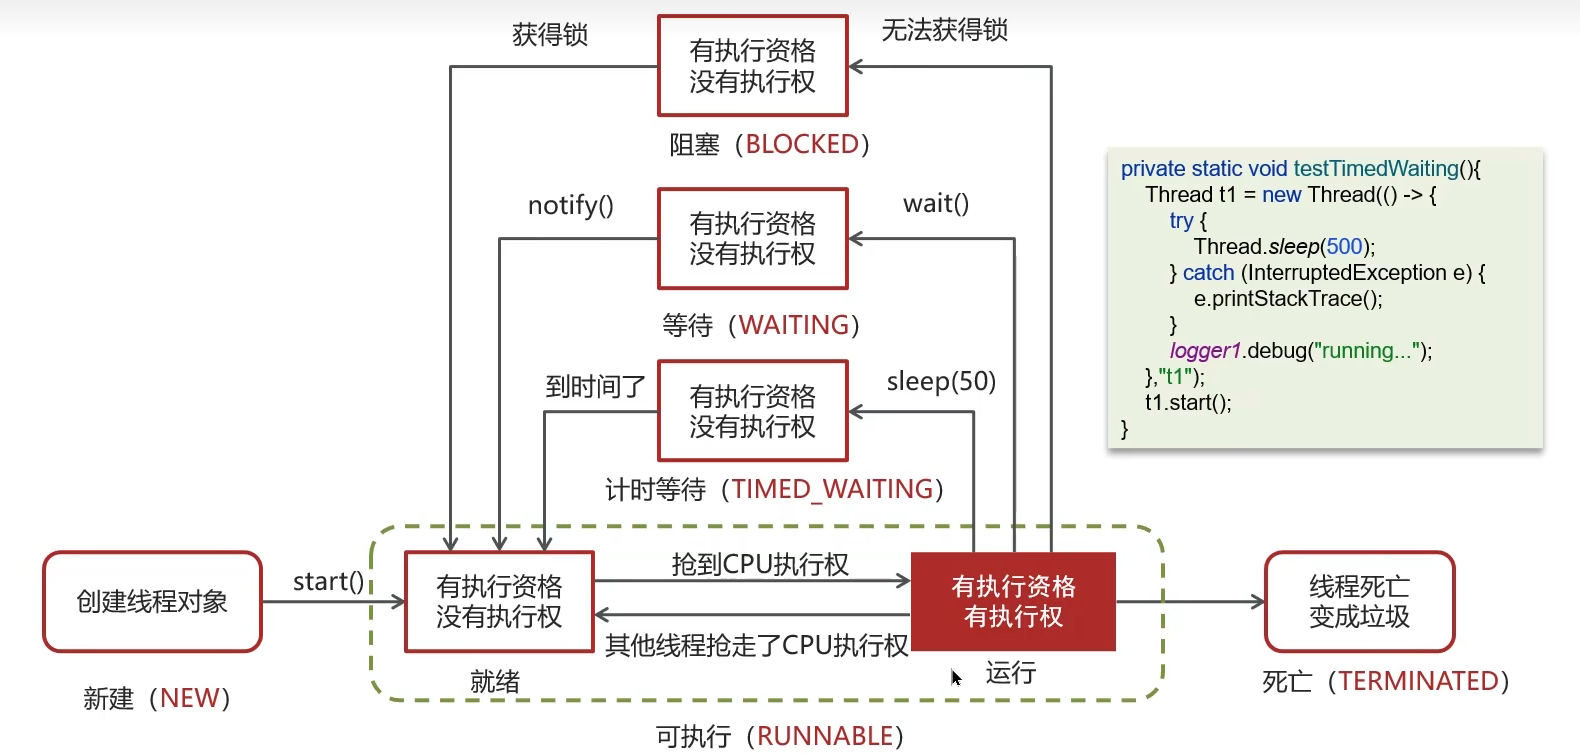 获得锁
有执行资格
没有执行权
无法获得锁
阻塞（BLOCKED）
notify()
有执行资格
没有执行权
wait()
等待（WAITING）
到时间了
有执行资格
没有执行权
sleep(50)
计时等待（TIMED_WAITING）
private static void testTimedWaiting(){
Thread t1 = new Thread(() -> {
try {
Thread.sleep(500);
} catch (InterruptedException e) {
e.printStackTrace();
}
logger1.debug("running...");
},"t1");
t1.start();
}
创建线程对象
新建（NEW）
start()
有执行资格
没有执行权
就绪
抢到CPU执行权
其他线程抢走了CPU执行权
有执行资格
有执行权
运行
可执行（RUNNABLE）
线程死亡
变成垃圾
死亡（TERMINATED）